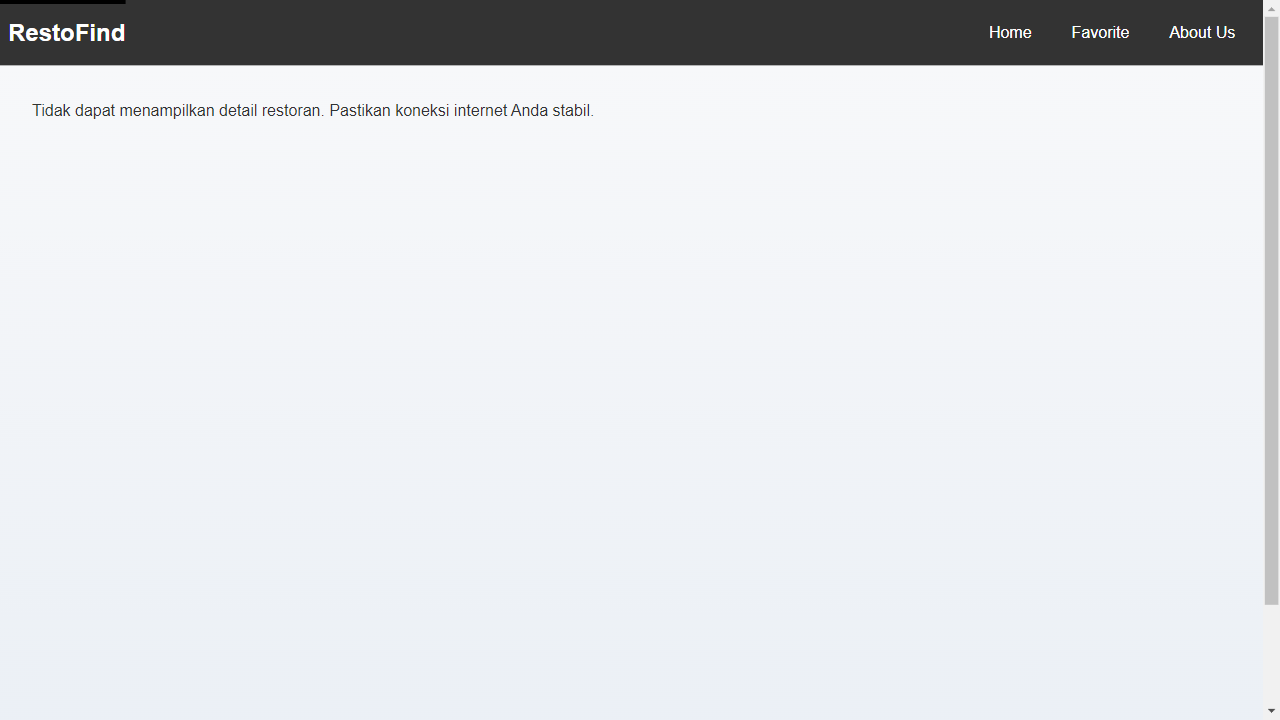 RestoFind
Home Favorite About Us
Tidak dapat menampilkan detail restoran. Pastikan koneksi internet Anda stabil.